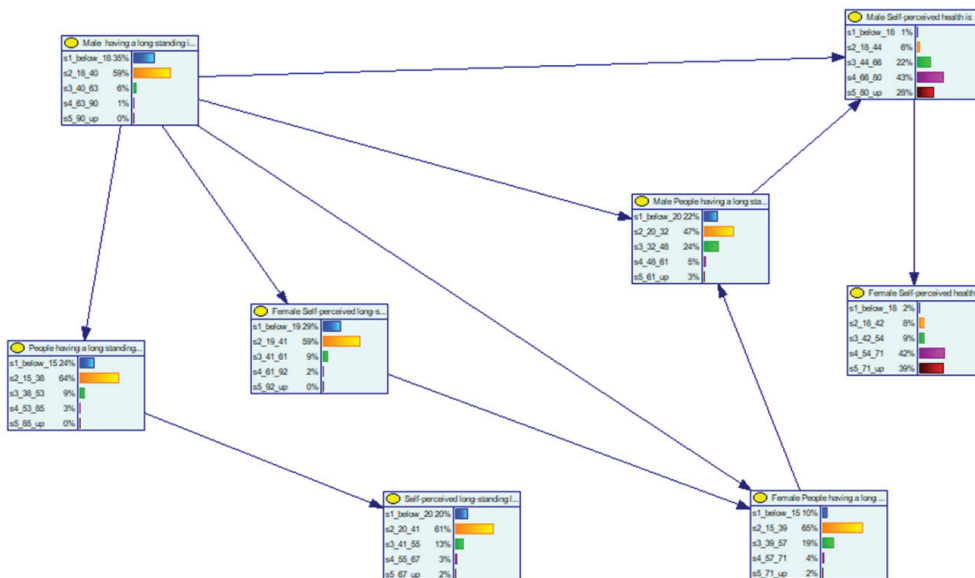 Male having a long standing i...
s1_below_18 35%
s2_18_40 59%
s3_40_63 6%
s4_63_90 1%
s5_90_up 0%
Male Self-perceived health is ...
s1_below_18 1%
s2_18_44 6%
s3_44_66 22%
s4_66_80 43%
s5_80_up 28%
Male People having a long sta...
s1_below_20 22%
s2_20_32 47%
s3_32_48 24%
s4_48_61 5%
s5_61_up 3%
Female Self-perceived health
s1_below_18 2%
s2_18_42 8%
s3_42_54 9%
s4_54_71 42%
s5_71_up 39%
Female Self-perceived long-s...
s1_below_19 29%
s2_19_41 59%
s3_41_61 9%
s4_61_92 2%
s5_92_up 0%
People having a long standing...
s1_below_15 24%
s2_15_38 64%
s3_38_53 9%
s4_53_85 3%
s5_85_up 0%
Self-perceived long-standing l...
s1_below_20 20%
s2_20_41 61%
s3_41_55 13%
s4_55_67 3%
s5_67_up 2%
Female People having a long ...
s1_below_15 10%
s2_15_39 65%
s3_39_57 19%
s4_57_71 4%
s5_71_up 2%